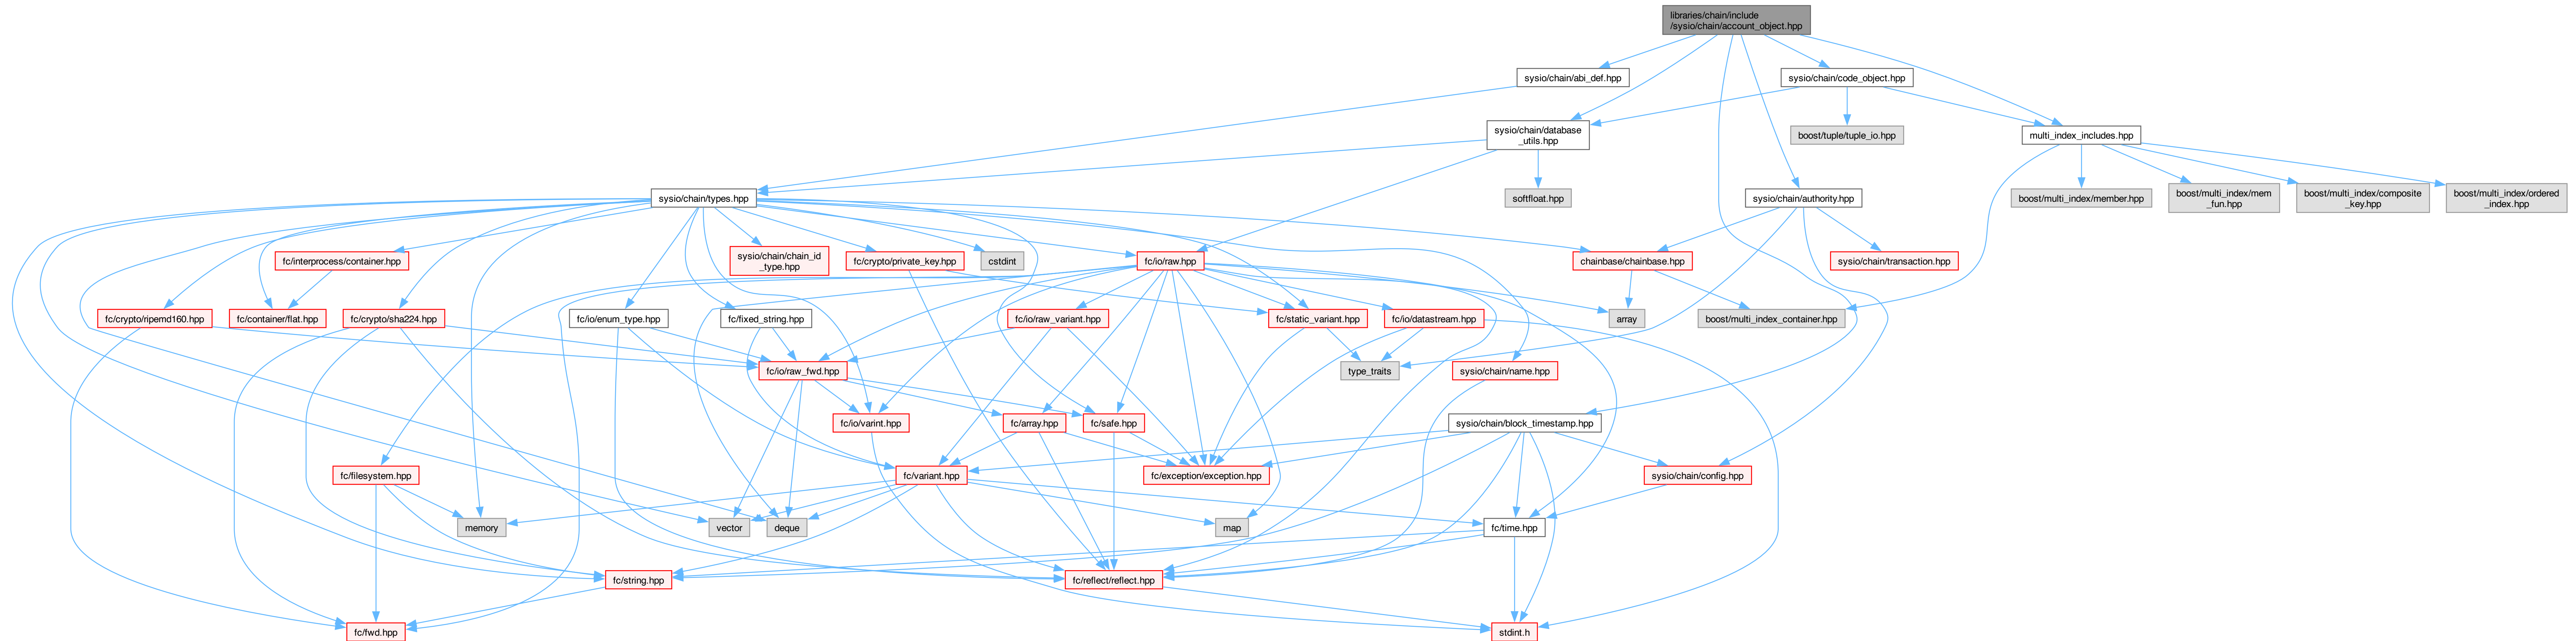 libraries/chain/include
/sysio/chain/account_object.hpp
sysio/chain/abi_def.hpp
sysio/chain/code_object.hpp
sysio/chain/database
_utils.hpp
boost/tuple/tuple_io.hpp
multi_index_includes.hpp
sysio/chain/types.hpp
softfloat.hpp
sysio/chain/authority.hpp
boost/multi_index/member.hpp
boost/multi_index/mem
_fun.hpp
boost/multi_index/composite
_key.hpp
boost/multi_index/ordered
_index.hpp
fc/interprocess/container.hpp
sysio/chain/chain_id
_type.hpp
fc/crypto/private_key.hpp
cstdint
fc/io/raw.hpp
chainbase/chainbase.hpp
sysio/chain/transaction.hpp
fc/crypto/ripemd160.hpp
fc/container/flat.hpp
fc/crypto/sha224.hpp
fc/io/enum_type.hpp
fc/fixed_string.hpp
fc/io/raw_variant.hpp
fc/static_variant.hpp
fc/io/datastream.hpp
array
boost/multi_index_container.hpp
fc/io/raw_fwd.hpp
type_traits
sysio/chain/name.hpp
fc/io/varint.hpp
fc/array.hpp
fc/safe.hpp
sysio/chain/block_timestamp.hpp
fc/filesystem.hpp
fc/variant.hpp
fc/exception/exception.hpp
sysio/chain/config.hpp
memory
vector
deque
map
fc/time.hpp
fc/string.hpp
fc/reflect/reflect.hpp
fc/fwd.hpp
stdint.h